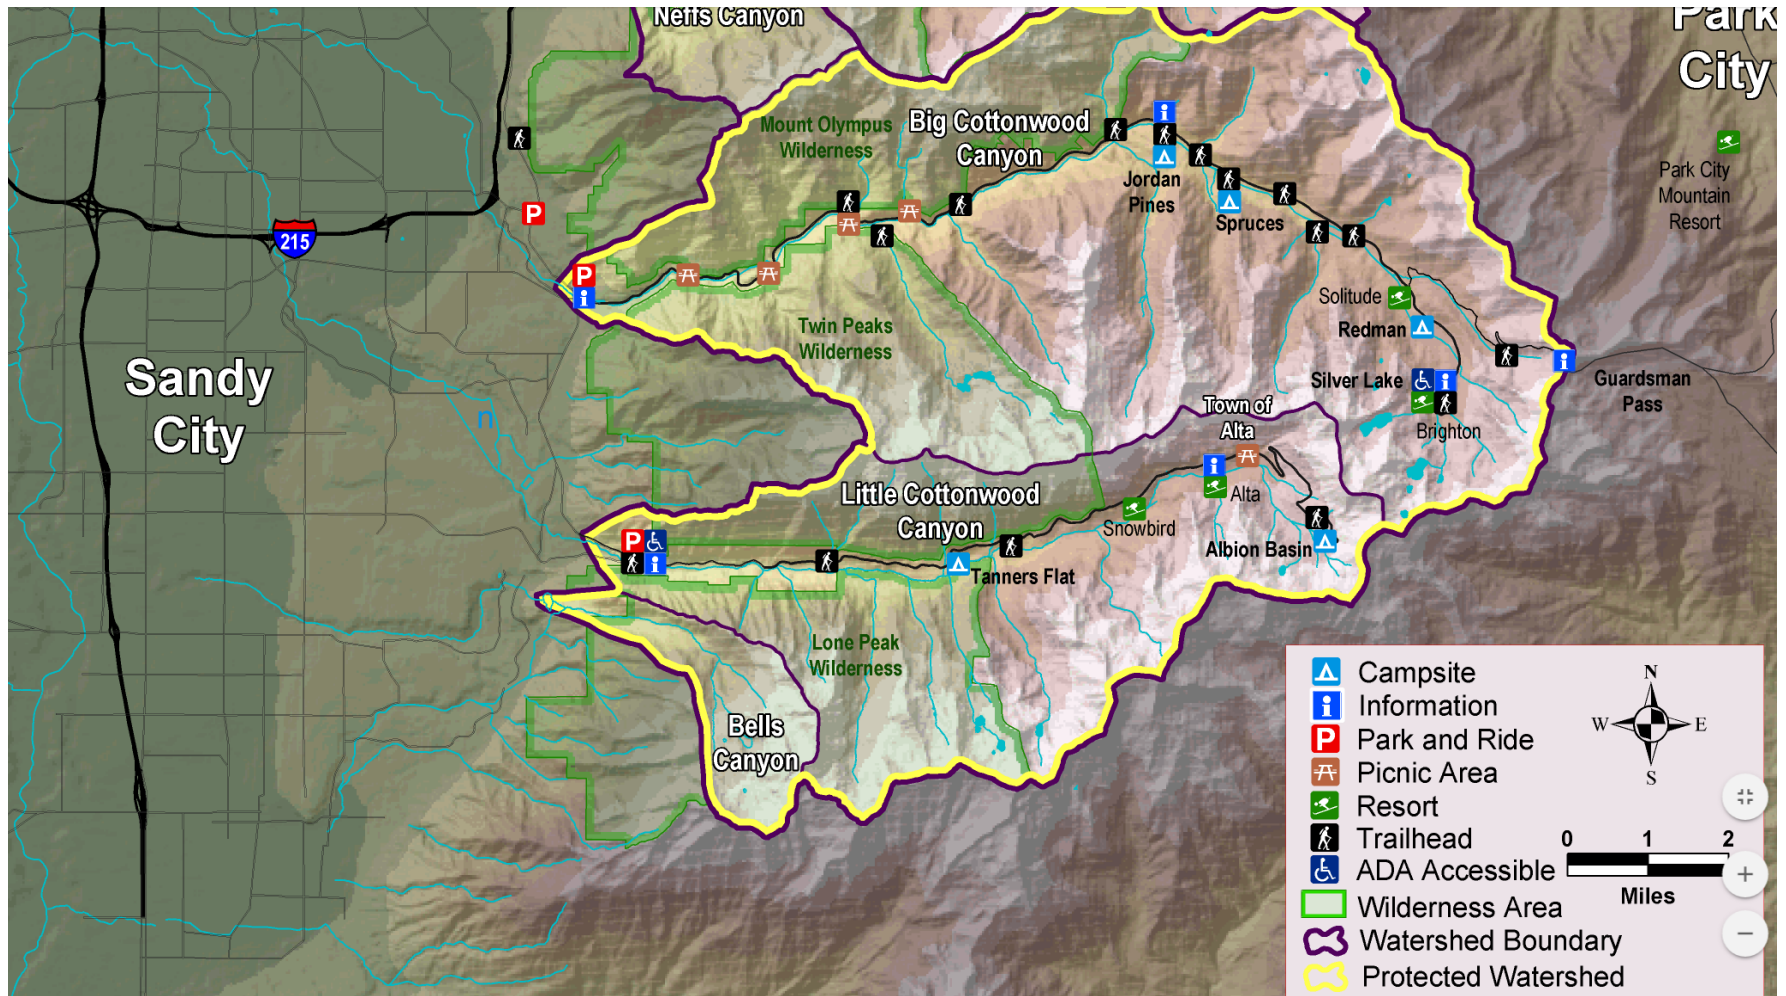 Neffs Canyon
Park
City
Mount Olympus
Wilderness
Big Cottonwood
Canyon
Jordan
Pines
Spruces
Park City
Mountain
Resort
P
215
P
i
i
Solitude
Redman
Twin Peaks
Wilderness
Silver Lake
i
i
Guardsman
Pass
Brighton
Sandy
City
n
Town of
Alta
i
Alta
Little Cottonwood
Canyon
Snowbird
P
i
Albion Basin
Tanners Flat
Lone Peak
Wilderness
Bells
Canyon
i
P
Campsite
Information
Park and Ride
Picnic Area
Resort
Trailhead
ADA Accessible
Wilderness Area
Watershed Boundary
Protected Watershed
N
W E
S
0 1 2
Miles
+
−